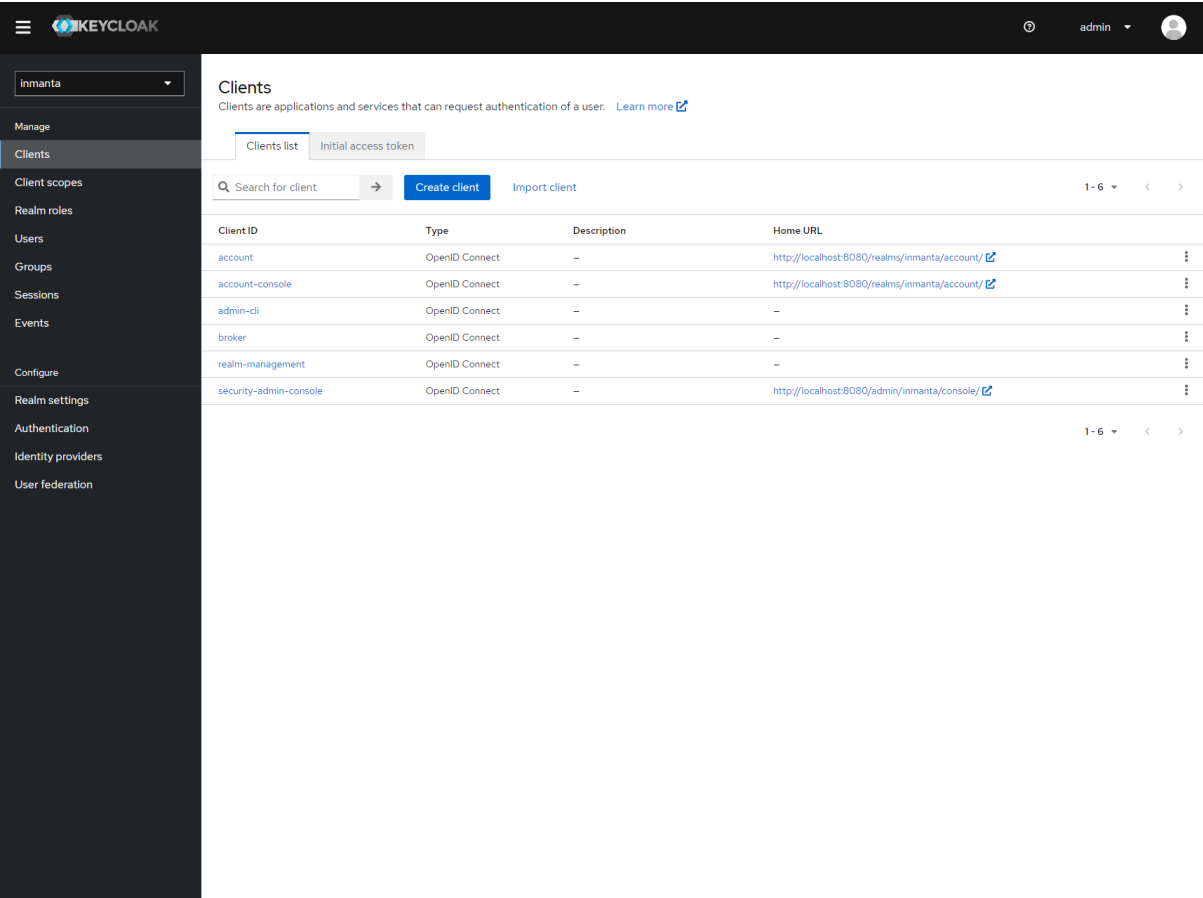 KEYCLOAK
admin
inmanta
Manage
Clients
Client scopes
Realm roles
Users
Groups
Sessions
Events
Configure
Realm settings
Authentication
Identity providers
User federation
Clients
Clients are applications and services that can request authentication of a user. Learn more
Clients list Initial access token
Search for client Create client Import client 1 - 6
Client ID Type Description Home URL
account OpenID Connect – http://localhost:8080/realms/inmanta/account/
account-console OpenID Connect – http://localhost:8080/realms/inmanta/account/
admin-cli OpenID Connect – –
broker OpenID Connect – –
realm-management OpenID Connect – –
security-admin-console OpenID Connect – http://localhost:8080/admin/inmanta/console/
1 - 6